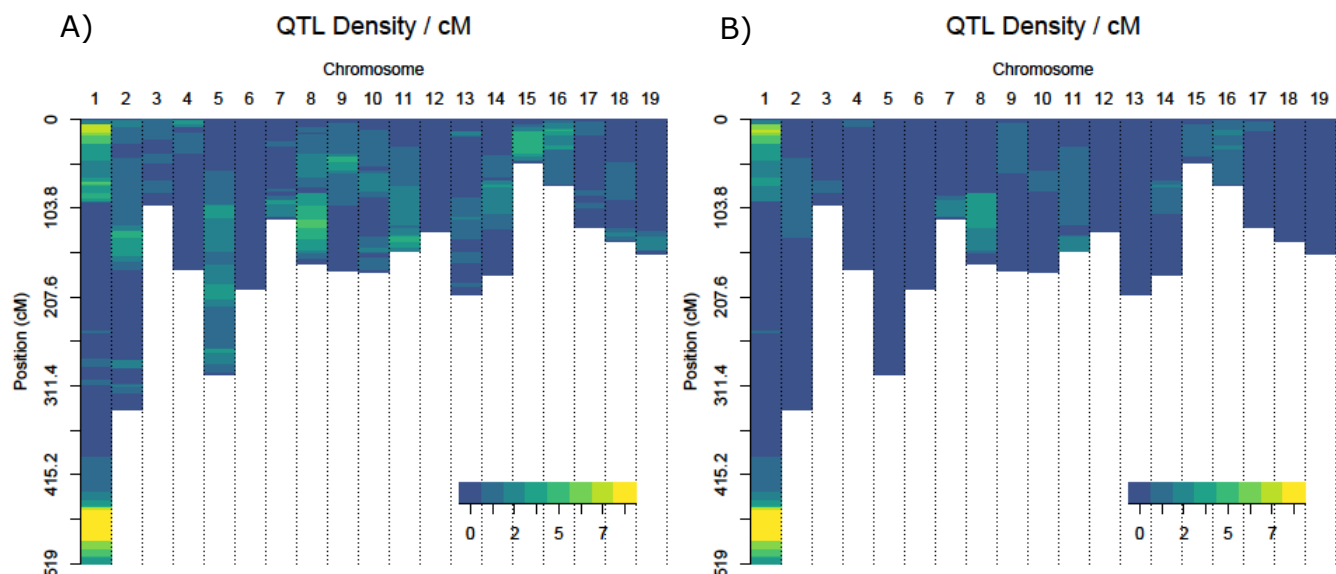 A)
QTL Density / cM
Chromosome
1 2 3 4 5 6 7 8 9 10 11 12 13 14 15 16 17 18 19
Position (cM)
0
103.8
207.6
311.4
415.2
519
0 2 5 7
B)
QTL Density / cM
Chromosome
1 2 3 4 5 6 7 8 9 10 11 12 13 14 15 16 17 18 19
Position (cM)
0
103.8
207.6
311.4
415.2
519
0 2 5 7